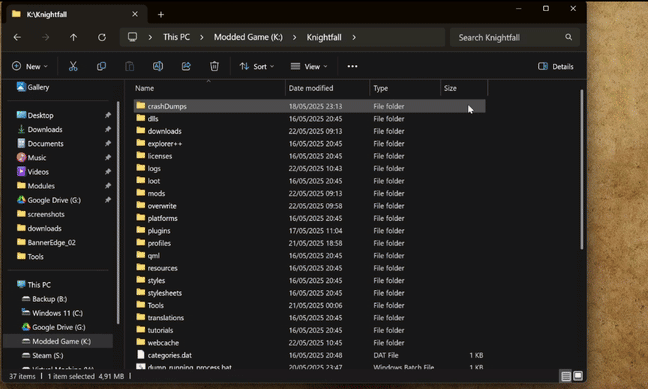 K:\Knightfall
This PC > Modded Game (K:) > Knightfall >
Search Knightfall
New
Sort
View
Details
Gallery
Desktop
Downloads
Documents
Music
Videos
Modules
Google Drive (G:)
screenshots
downloads
BannerEdge_02
Tools
This PC
Backup (B:)
Windows 11 (C:)
Google Drive (G:)
Modded Game (K:)
Steam (S:)
Name Date modified Type Size
crashDumps 18/05/2025 23:13 File folder
dlls 16/05/2025 20:45 File folder
downloads 22/05/2025 09:13 File folder
explorer++ 16/05/2025 20:45 File folder
licenses 16/05/2025 20:45 File folder
logs 22/05/2025 10:43 File folder
loot 16/05/2025 20:45 File folder
mods 22/05/2025 09:13 File folder
overwrite 22/05/2025 09:58 File folder
platforms 16/05/2025 20:45 File folder
plugins 17/05/2025 11:04 File folder
profiles 21/05/2025 18:58 File folder
qml 16/05/2025 20:45 File folder
resources 16/05/2025 20:45 File folder
styles 16/05/2025 20:45 File folder
stylesheets 16/05/2025 20:45 File folder
Tools 21/05/2025 00:06 File folder
translations 16/05/2025 20:45 File folder
tutorials 16/05/2025 20:45 File folder
webcache 22/05/2025 10:45 File folder
categories.dat 16/05/2025 20:48 DAT File 1 KB
dump_running_process.bat 20/05/2025 23:47 Windows Batch File 1 KB
37 items 1 item selected 4,91 MB